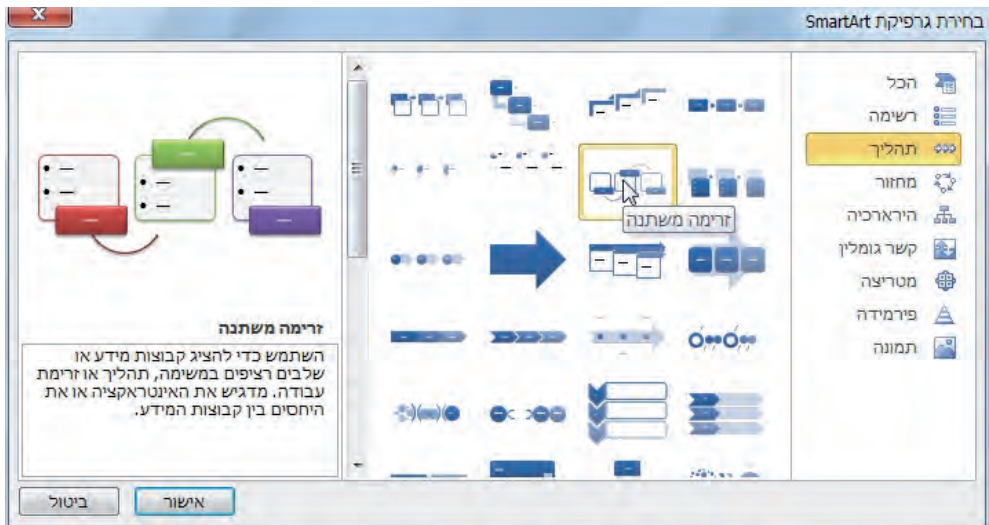 בחירת גרפיקת SmartArt
הכל
רשימה
תהליך
מחזור
היררכיה
קשר גומלין
מטריצה
פירמידה
תמונה
זרימה משתנה
זרימה משתנה
השתמש כדי להציג קבוצות מידע או
שלבים רציפים במשימה, תהליך או זרימת
עבודה. מדגיש את האינטראקציה או את
היחסים בין קבוצות המידע.
אישור
ביטול